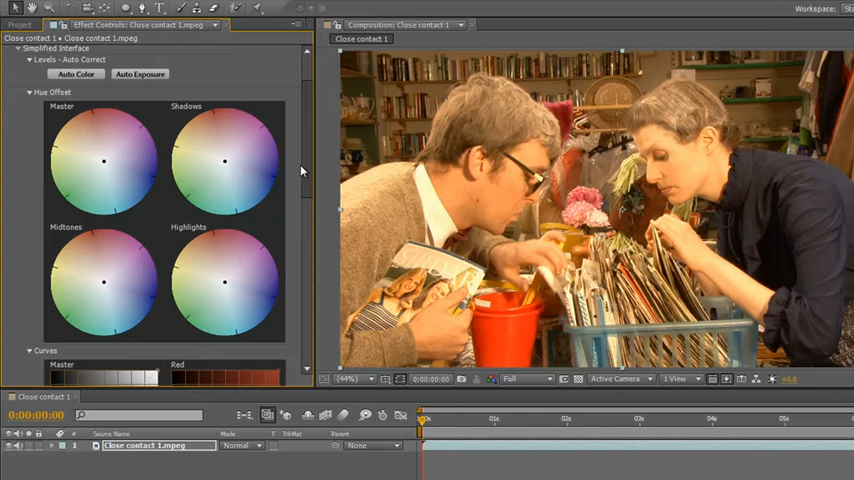 Workspace: Sta
Project
Effect Controls: Close contact 1.mpeg
Composition: Close contact 1
Close contact 1 • Close contact 1.mpeg
Close contact 1
Simplified Interface
Levels - Auto Correct
Auto Color
Auto Exposure
Hue Offset
Master
Shadows
Midtones
Highlights
Curves
Master
Red
(44%)
0:00:00:00
Full
Active Camera
1 View
+0.0
Close contact 1
0:00:00:00
01s
02s
03s
04s
05s
#
Source Name
Mode
T
TrkMat
Parent
1
Close contact 1.mpeg
Normal
None